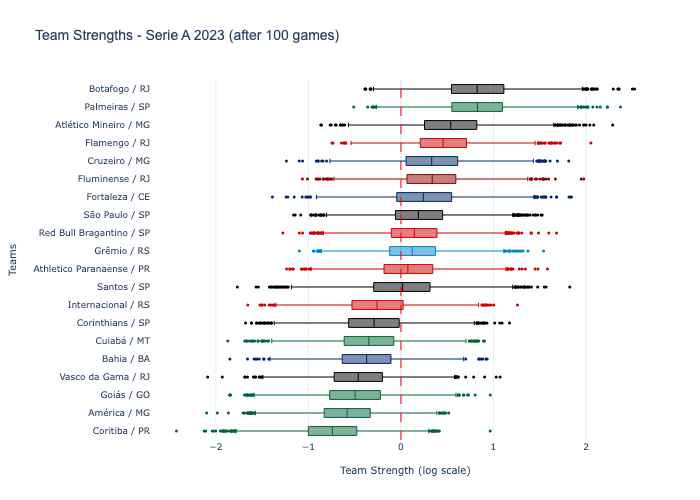 Team Strengths - Serie A 2023 (after 100 games)
Botafogo / RJ
Palmeiras / SP
Atlético Mineiro / MG
Flamengo / RJ
Cruzeiro / MG
Fluminense / RJ
Fortaleza / CE
São Paulo / SP
Red Bull Bragantino / SP
Grêmio / RS
Athletico Paranaense / PR
Santos / SP
Internacional / RS
Corinthians / SP
Cuiabá / MT
Bahia / BA
Vasco da Gama / RJ
Goiás / GO
América / MG
Coritiba / PR
Teams
−2 −1 0 1 2
Team Strength (log scale)